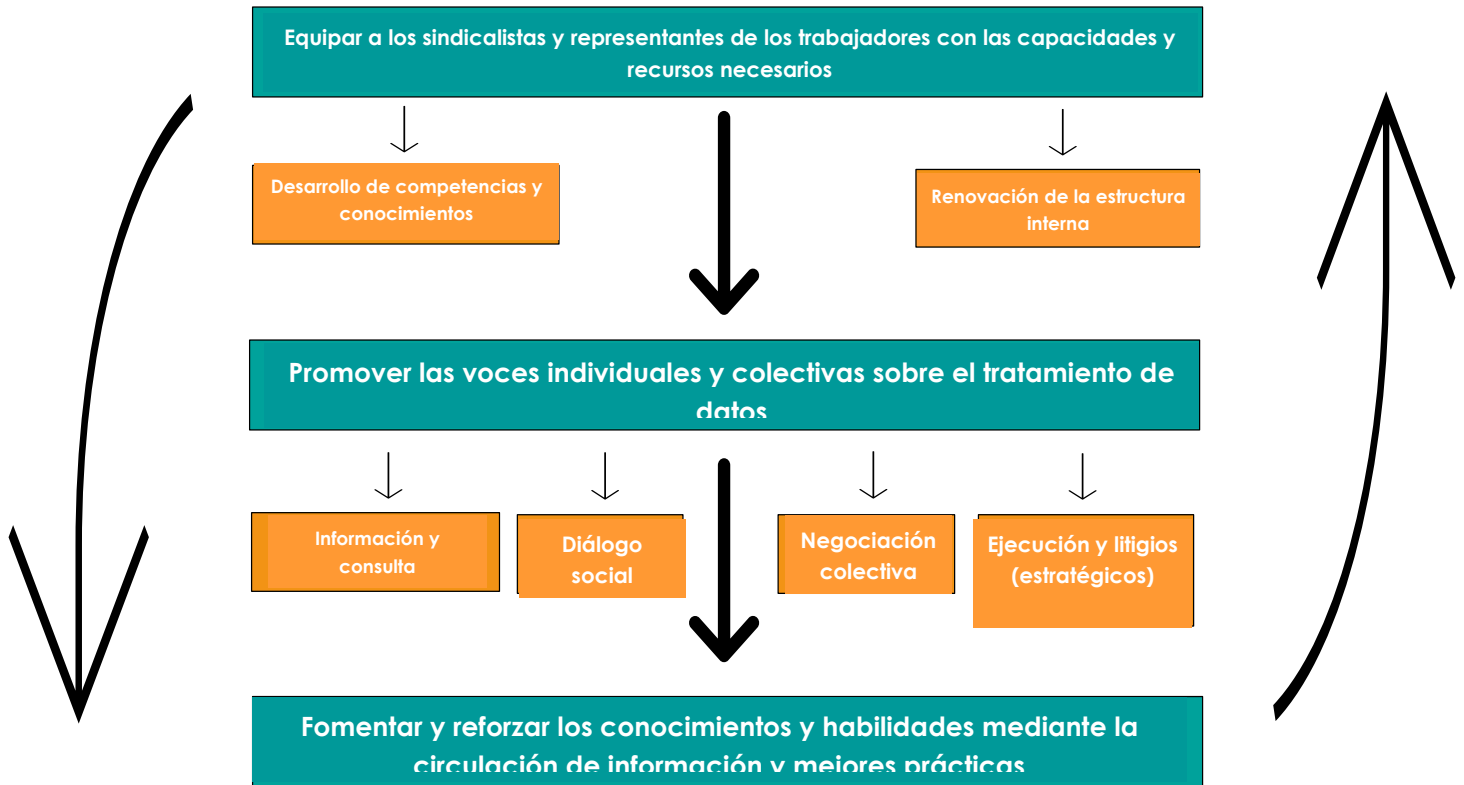 Equipar a los sindicalistas y representantes de los trabajadores con las capacidades y
recursos necesarios
Desarrollo de competencias y
conocimientos
Renovación de la estructura
interna
Promover las voces individuales y colectivas sobre el tratamiento de
datos
Información y
consulta
Diálogo
social
Negociación
colectiva
Ejecución y litigios
(estratégicos)
Fomentar y reforzar los conocimientos y habilidades mediante la
circulación de información y mejores prácticas